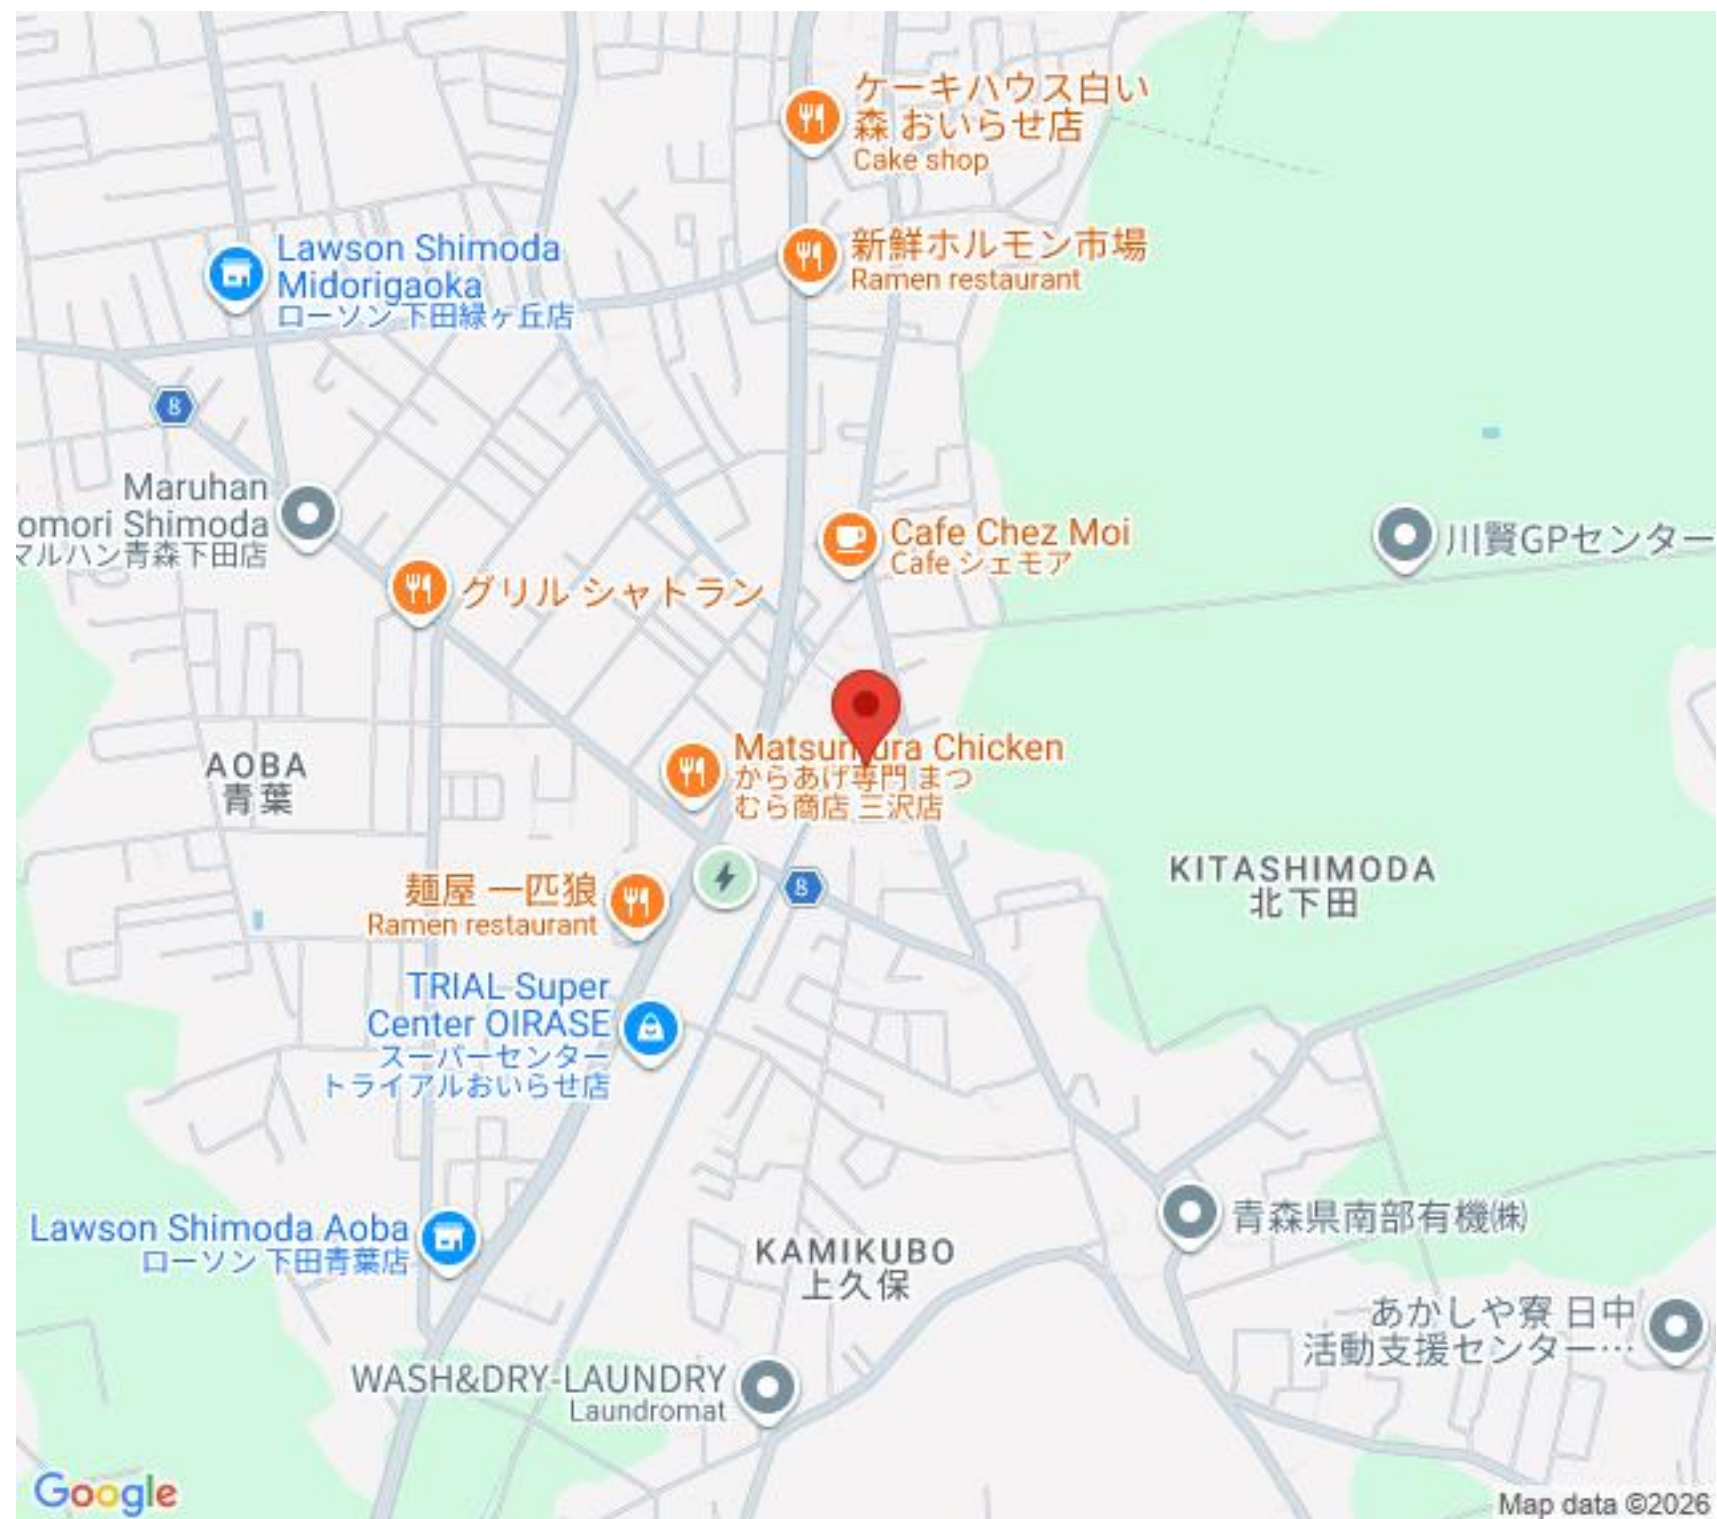 ケーキハウス白い
森 おいらせ店
Cake shop
Lawson Shimoda
Midorigaoka
ローソン 下田緑ヶ丘店
新鮮ホルモン市場
Ramen restaurant
8
Maruhan
omori Shimoda
マルハン青森下田店
Cafe Chez Moi
Cafe シェモア
川賢GPセンター
グリル シャトラン
Matsumura Chicken
からあげ専門 まつ
むら商店 三沢店
AOBA
青葉
KITASHIMODA
北下田
8
麺屋 一匹狼
Ramen restaurant
TRIAL Super
Center OIRASE
スーパーセンター
トライアルおいらせ店
Lawson Shimoda Aoba
ローソン 下田青葉店
青森県南部有機㈱
KAMIKUBO
上久保
あかしや寮 日中
活動支援センター…
WASH&DRY-LAUNDRY
Laundromat
Google
Map data ©2026